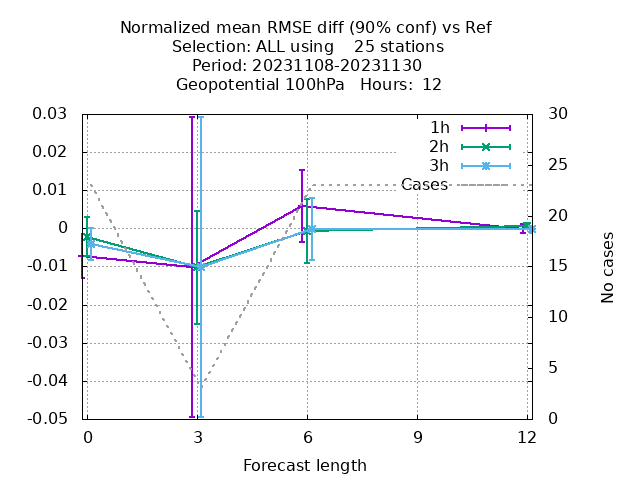 Normalized mean RMSE diff (90% conf) vs Ref
Selection: ALL using    25 stations
Period: 20231108-20231130
Geopotential 100hPa   Hours:  12
0.03
0.02
0.01
0
-0.01
-0.02
-0.03
-0.04
-0.05
30
25
20
15
10
5
0
1h
2h
3h
Cases
No cases
0
3
6
9
12
Forecast length